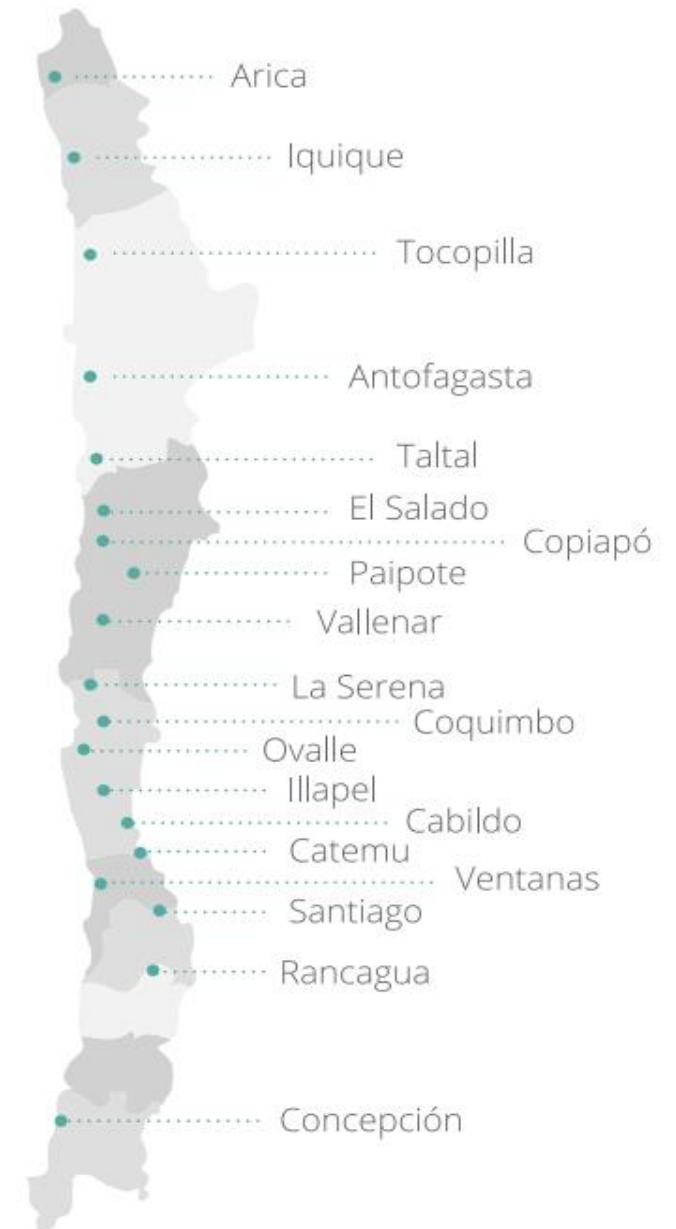 Arica
Iquique
Tocopilla
Antofagasta
Taltal
El Salado
Copiapó
Paipote
Vallenar
La Serena
Coquimbo
Ovalle
Illapel
Cabildo
Catemu
Ventanas
Santiago
Rancagua
Concepción